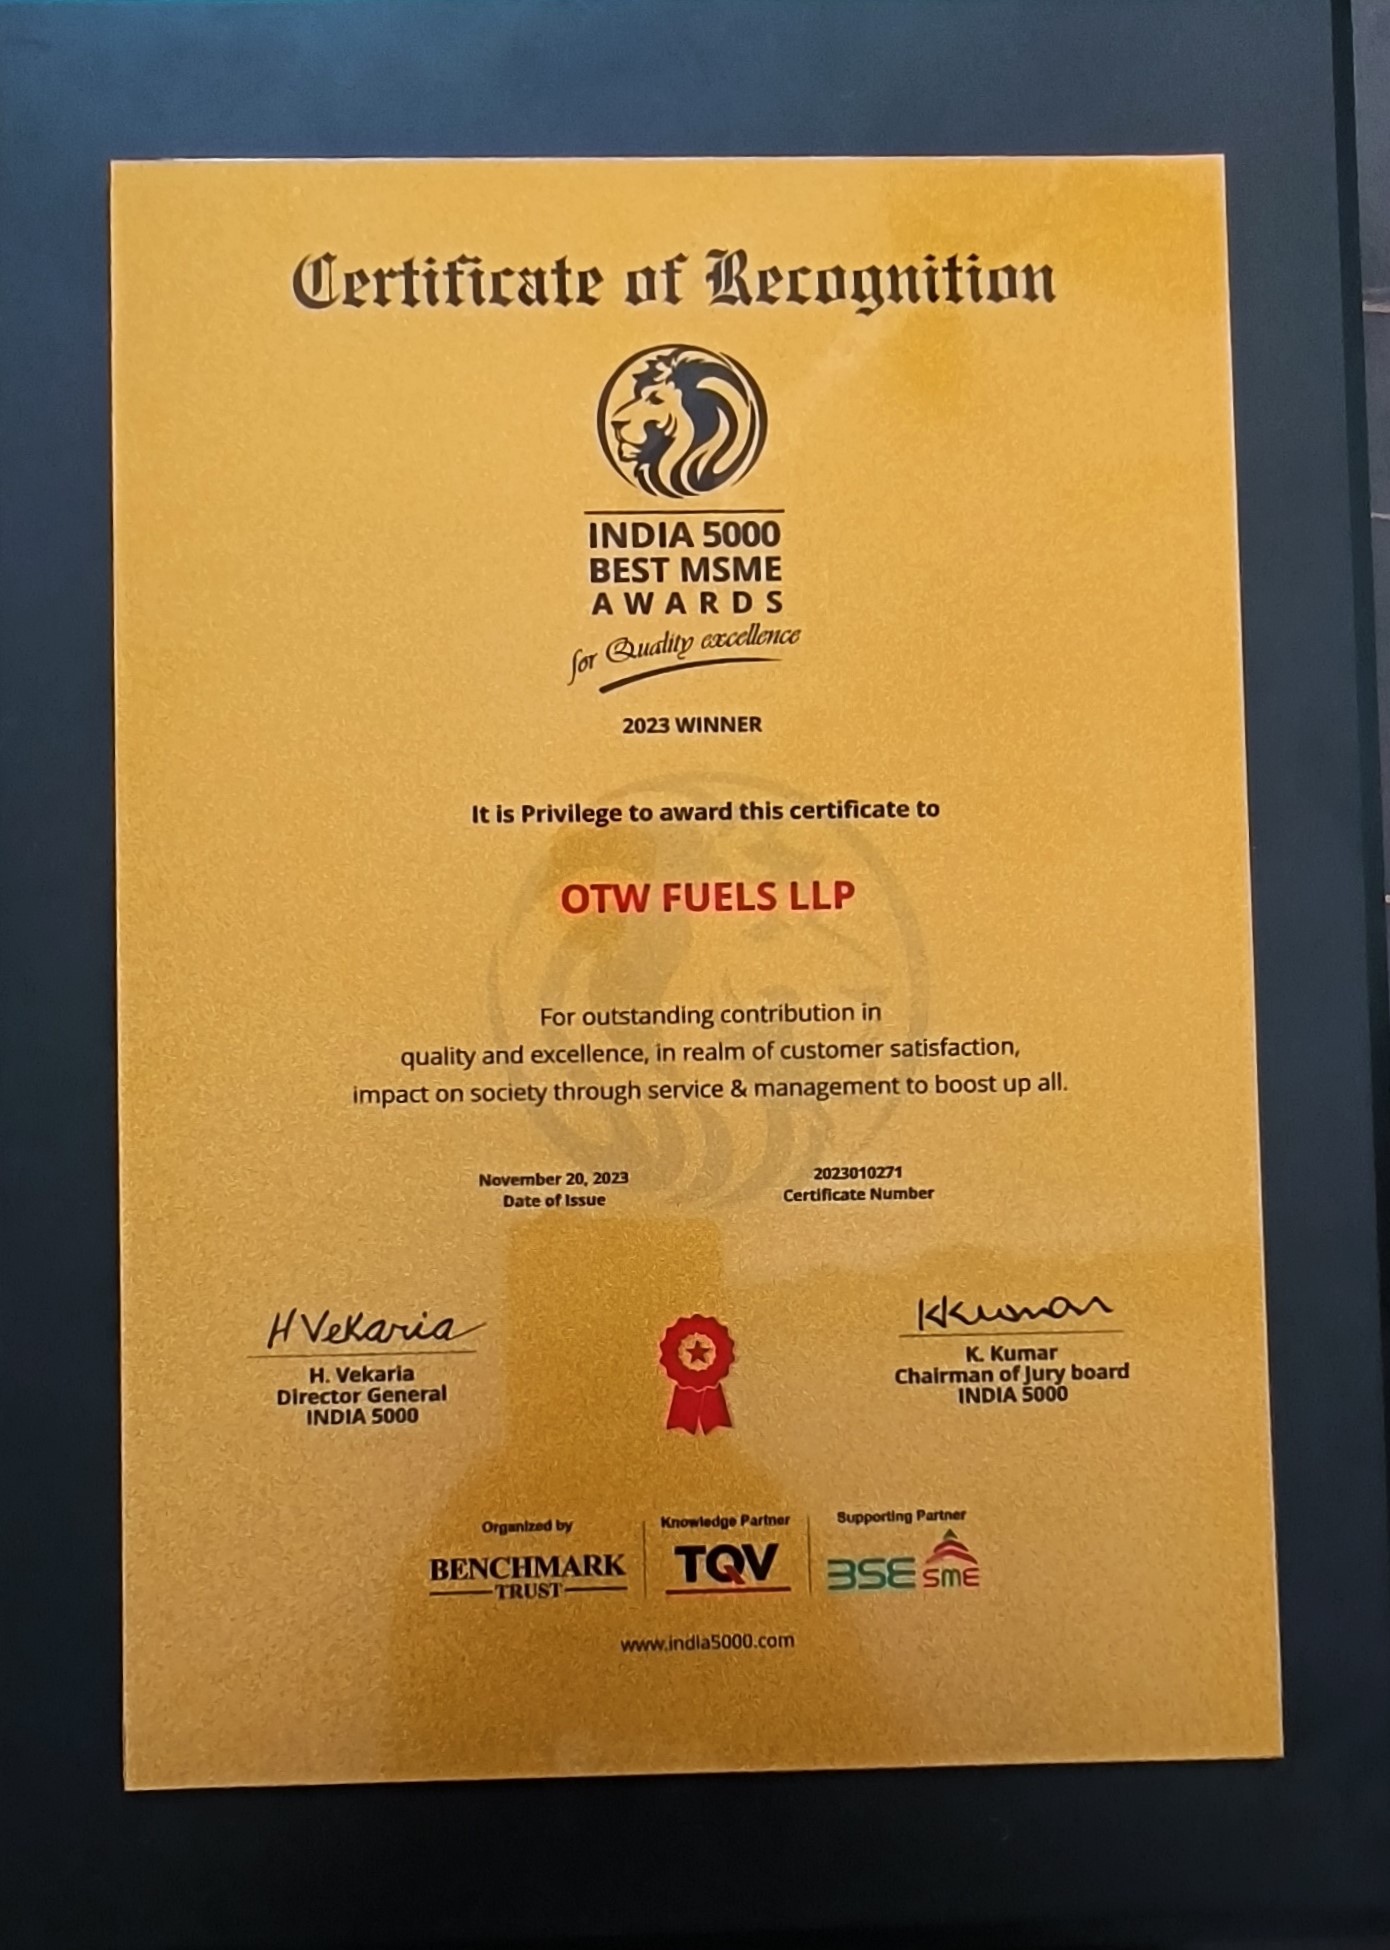 Certificate of Recognition
INDIA 5000
BEST MSME
AWARDS
for Quality excellence
2023 WINNER
It is Privilege to award this certificate to
OTW FUELS LLP
For outstanding contribution in
quality and excellence, in realm of customer satisfaction,
impact on society through service & management to boost up all.
November 20, 2023
Date of Issue
2023010271
Certificate Number
H Vekaria
H. Vekaria
Director General
INDIA 5000
KKumar
K. Kumar
Chairman of Jury board
INDIA 5000
Organized by
BENCHMARK
TRUST
Knowledge Partner
TQV
Supporting Partner
BSE SME
www.india5000.com